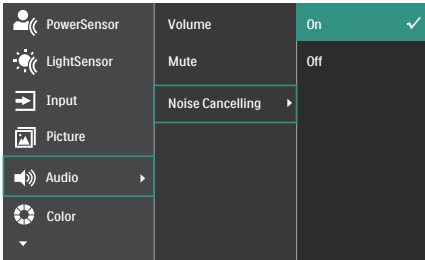 PowerSensor
LightSensor
Input
Picture
Audio
Color
Volume
Mute
Noise Cancelling
On
Off